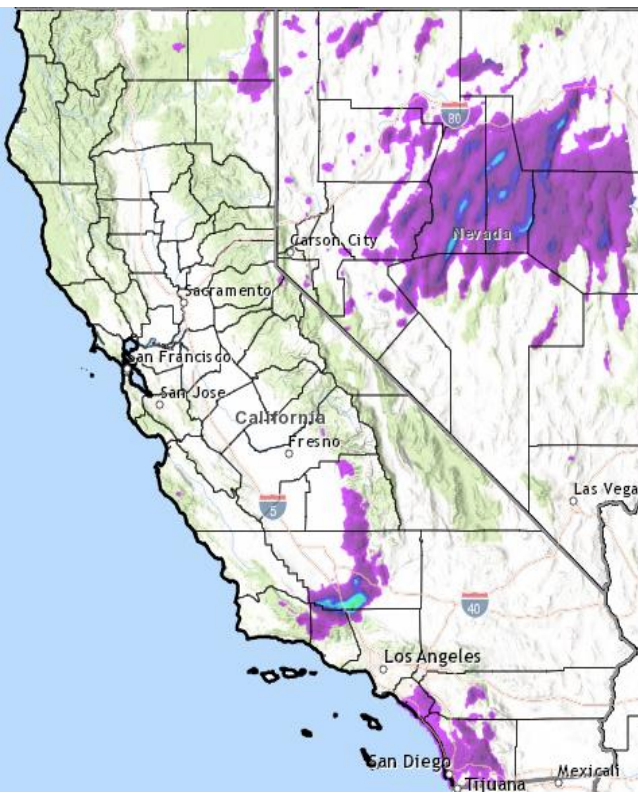 80
Nevada
Carson City
Sacramento
San Francisco
San Jose
California
Fresno
5
Las Vega
40
Los Angeles
San Diego
Tijuana
Mexicali